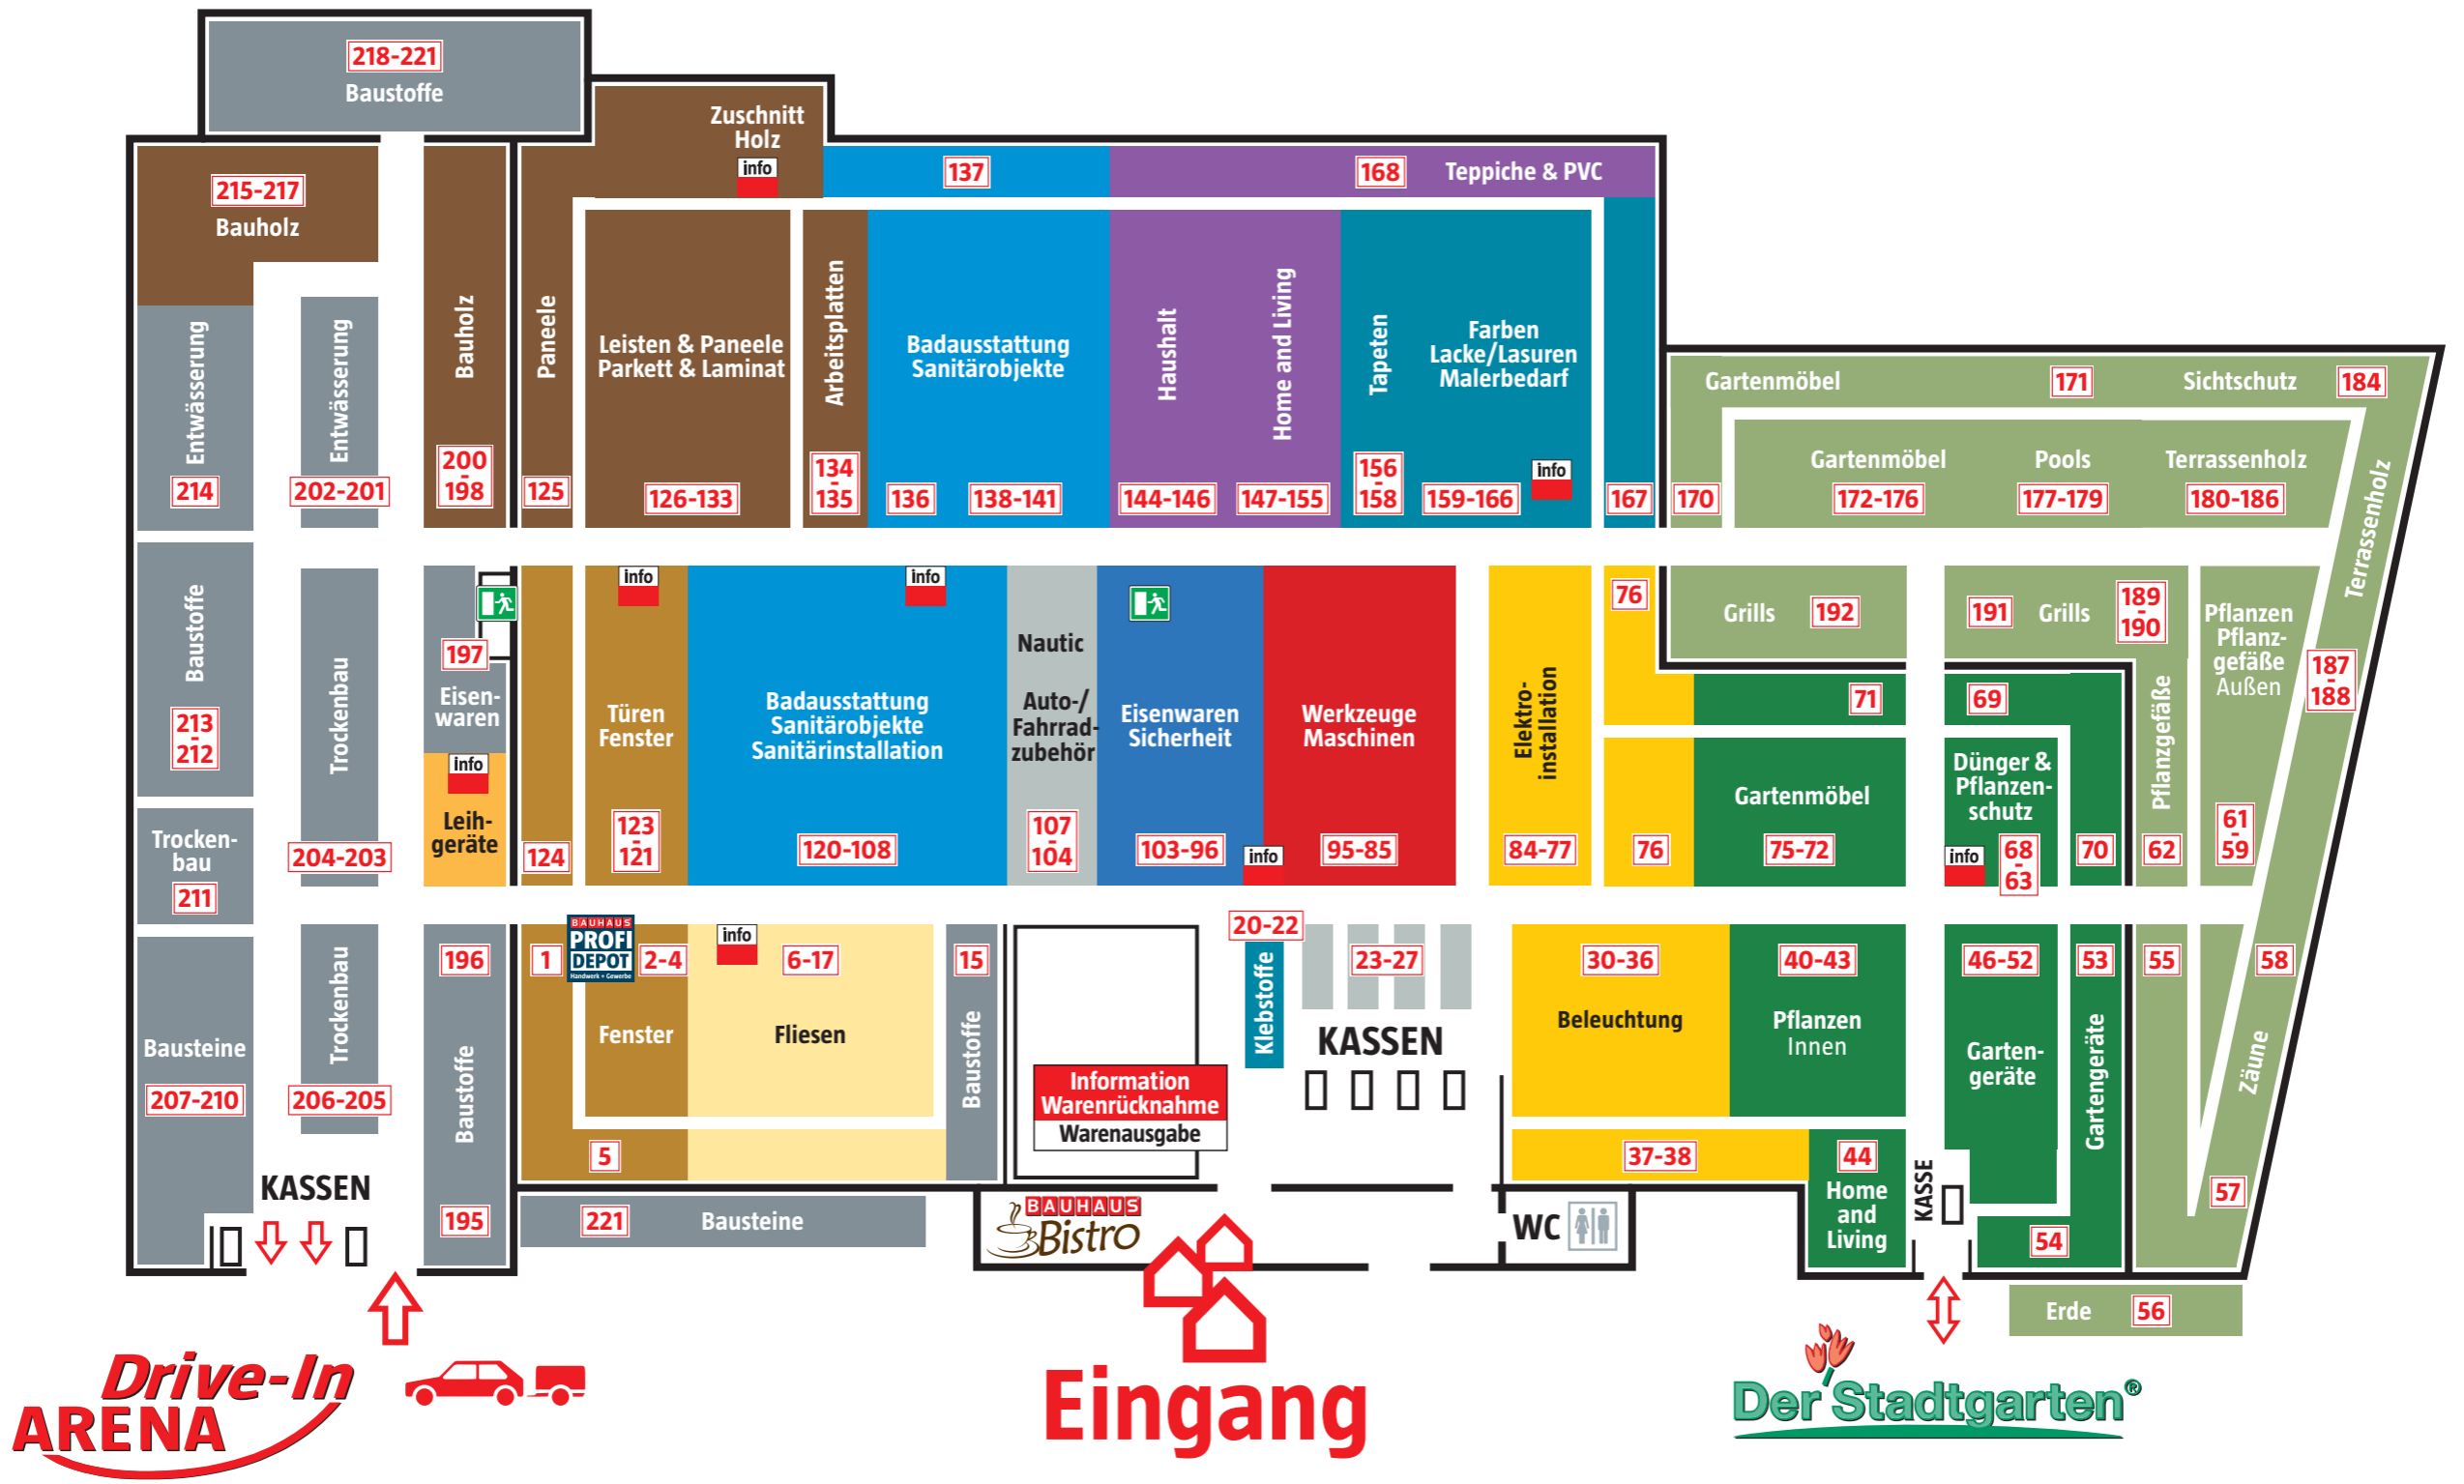 218-221
Baustoffe
Zuschnitt
Holz
info
137
168 Teppiche & PVC
215-217
Bauholz
Entwässerung
214
Entwässerung
202-201
Bauholz
200
-
198
Paneele
125
Leisten & Paneele
Parkett & Laminat
126-133
Arbeitsplatten
134
-
135
Badausstattung
Sanitärobjekte
136
138-141
Haushalt
144-146
Home and Living
147-155
Tapeten
156
-
158
Farben
Lacke/Lasuren
Malerbedarf
info
159-166
167
Gartenmöbel
171
Sichtschutz
184
170
Gartenmöbel
172-176
Pools
177-179
Terrassenholz
180-186
Terrassenholz
187
-
188
Baustoffe
213
-
212
Trockenbau
204-203
197
Eisen-
waren
info
Leih-
geräte
124
info
Türen
Fenster
123
-
121
info
Badausstattung
Sanitärobjekte
Sanitärinstallation
120-108
Nautic
Auto-/
Fahrrad-
zubehör
107
-
104
Eisenwaren
Sicherheit
103-96
info
Werkzeuge
Maschinen
95-85
Elektro-
installation
84-77
76
76
Grills 192
71
Gartenmöbel
75-72
191 Grills
189
-
190
69
Dünger &
Pflanzen-
schutz
info
68
-
63
70
Pflanzgefäße
62
Pflanzen
Pflanz-
gefäße
Außen
61
-
59
Trocken-
bau
211
Bausteine
207-210
Trockenbau
206-205
KASSEN
196
Baustoffe
195
1
BAUHAUS
PROFI
DEPOT
Handwerk + Gewerbe
2-4
Fenster
5
info
6-17
Fliesen
15
Baustoffe
221 Bausteine
Information
Warenrücknahme
Warenausgabe
20-22
Klebstoffe
23-27
KASSEN
30-36
Beleuchtung
37-38
40-43
Pflanzen
Innen
44
Home
and
Living
46-52
Garten-
geräte
53
Gartengeräte
54
KASSE
55
58
Zäune
57
Erde 56
BAUHAUS
Bistro
WC
Drive-In
ARENA
Eingang
Der Stadtgarten®